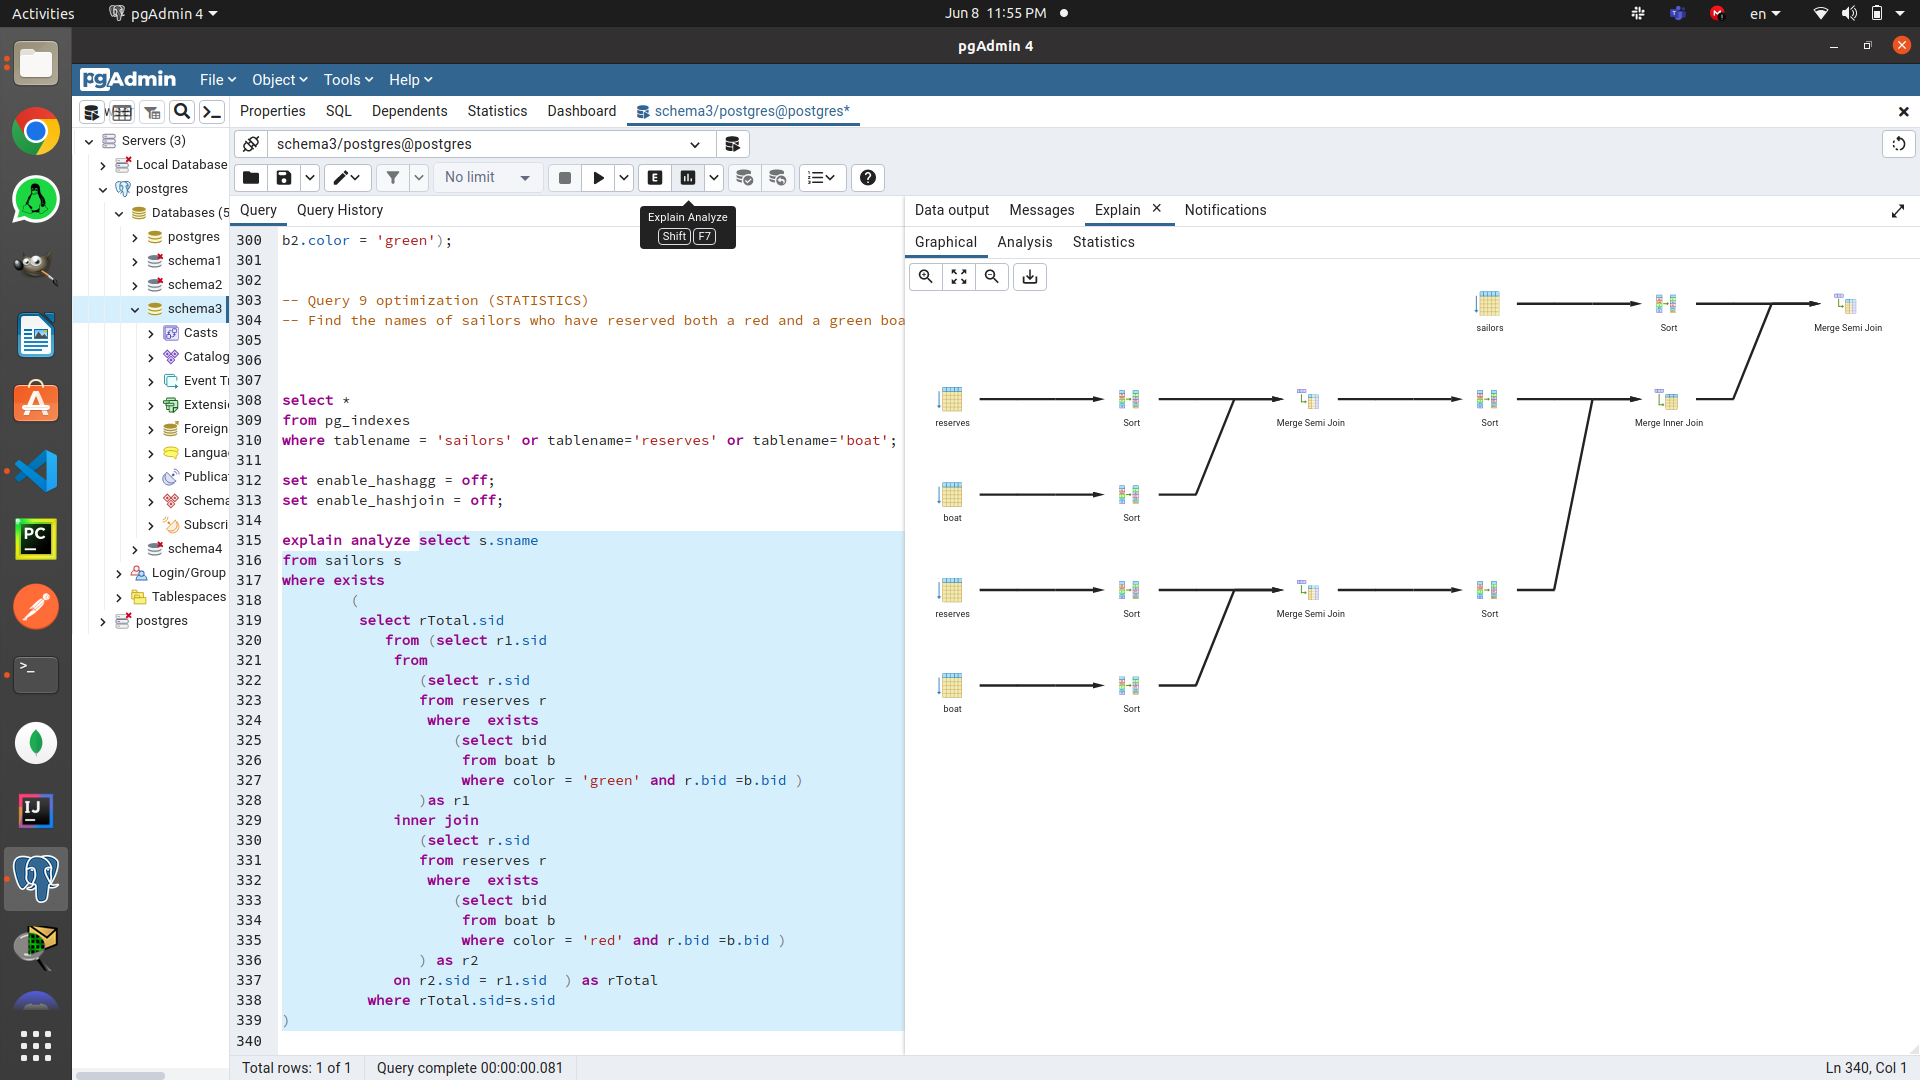 Activities
pgAdmin 4
Jun 8 11:55 PM
en
pgAdmin 4
pgAdmin
File
Object
Tools
Help
Properties
SQL
Dependents
Statistics
Dashboard
schema3/postgres@postgres*
Servers (3)
Local Database
postgres
Databases (5
postgres
schema1
schema2
schema3
Casts
Catalog
Event Tr
Extensi
Foreign
Langua
Publica
Schema
Subscri
schema4
Login/Group
Tablespaces
postgres
schema3/postgres@postgres
No limit
E
Query
Query History
Explain Analyze
Shift F7
300 b2.color = 'green');
301
302
303 -- Query 9 optimization (STATISTICS)
304 -- Find the names of sailors who have reserved both a red and a green boa
305
306
307
308 select *
309 from pg_indexes
310 where tablename = 'sailors' or tablename='reserves' or tablename='boat';
311
312 set enable_hashagg = off;
313 set enable_hashjoin = off;
314
315 explain analyze select s.sname
316 from sailors s
317 where exists
318 (
319 select rTotal.sid
320 from (select r1.sid
321 from
322 (select r.sid
323 from reserves r
324 where  exists
325 (select bid
326 from boat b
327 where color = 'green' and r.bid =b.bid )
328 )as r1
329 inner join
330 (select r.sid
331 from reserves r
332 where  exists
333 (select bid
334 from boat b
335 where color = 'red' and r.bid =b.bid )
336 ) as r2
337 on r2.sid = r1.sid  ) as rTotal
338 where rTotal.sid=s.sid
339 )
340
Data output
Messages
Explain
Notifications
Graphical
Analysis
Statistics
sailors
Sort
Merge Semi Join
reserves
Sort
Merge Semi Join
Sort
Merge Inner Join
boat
Sort
reserves
Sort
Merge Semi Join
Sort
boat
Sort
Total rows: 1 of 1
Query complete 00:00:00.081
Ln 340, Col 1
PC
IJ